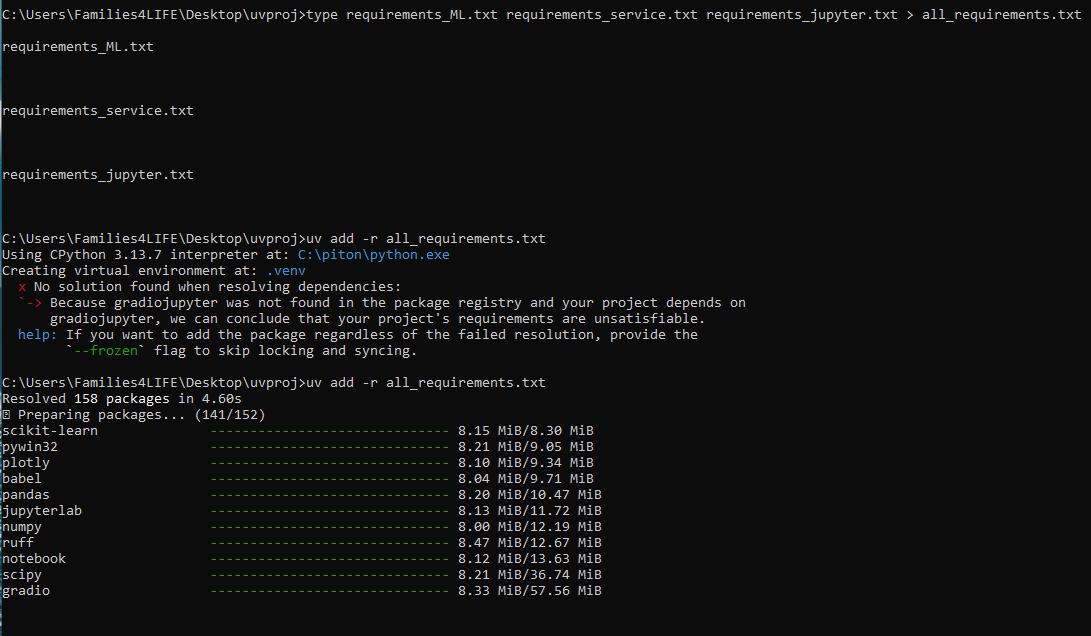 C:\Users\Families4LIFE\Desktop\uvproj>type requirements_ML.txt requirements_service.txt requirements_jupyter.txt > all_requirements.txt
requirements_ML.txt
requirements_service.txt
requirements_jupyter.txt
C:\Users\Families4LIFE\Desktop\uvproj>uv add -r all_requirements.txt
Using CPython 3.13.7 interpreter at: C:\piton\python.exe
Creating virtual environment at: .venv
x No solution found when resolving dependencies:
`-> Because gradiojupyter was not found in the package registry and your project depends on
gradiojupyter, we can conclude that your project's requirements are unsatisfiable.
help: If you want to add the package regardless of the failed resolution, provide the
`--frozen` flag to skip locking and syncing.
C:\Users\Families4LIFE\Desktop\uvproj>uv add -r all_requirements.txt
Resolved 158 packages in 4.60s
Preparing packages... (141/152)
scikit-learn ------------------------------ 8.15 MiB/8.30 MiB
pywin32 ------------------------------ 8.21 MiB/9.05 MiB
plotly ------------------------------ 8.10 MiB/9.34 MiB
babel ------------------------------ 8.04 MiB/9.71 MiB
pandas ------------------------------ 8.20 MiB/10.47 MiB
jupyterlab ------------------------------ 8.13 MiB/11.72 MiB
numpy ------------------------------ 8.00 MiB/12.19 MiB
ruff ------------------------------ 8.47 MiB/12.67 MiB
notebook ------------------------------ 8.12 MiB/13.63 MiB
scipy ------------------------------ 8.21 MiB/36.74 MiB
gradio ------------------------------ 8.33 MiB/57.56 MiB